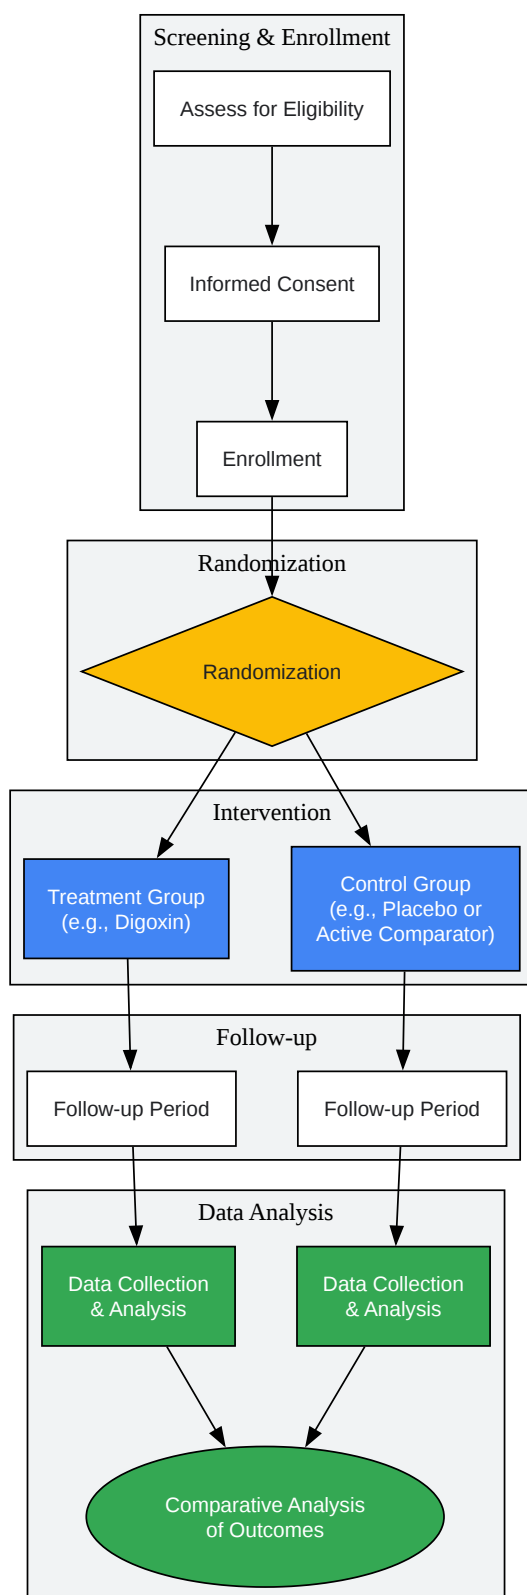 Screening & Enrollment
Assess for Eligibility
Informed Consent
Enrollment
Randomization
Randomization
Intervention
Treatment Group
(e.g., Digoxin)
Control Group
(e.g., Placebo or
Active Comparator)
Follow-up
Follow-up Period
Follow-up Period
Data Analysis
Data Collection
& Analysis
Data Collection
& Analysis
Comparative Analysis
of Outcomes